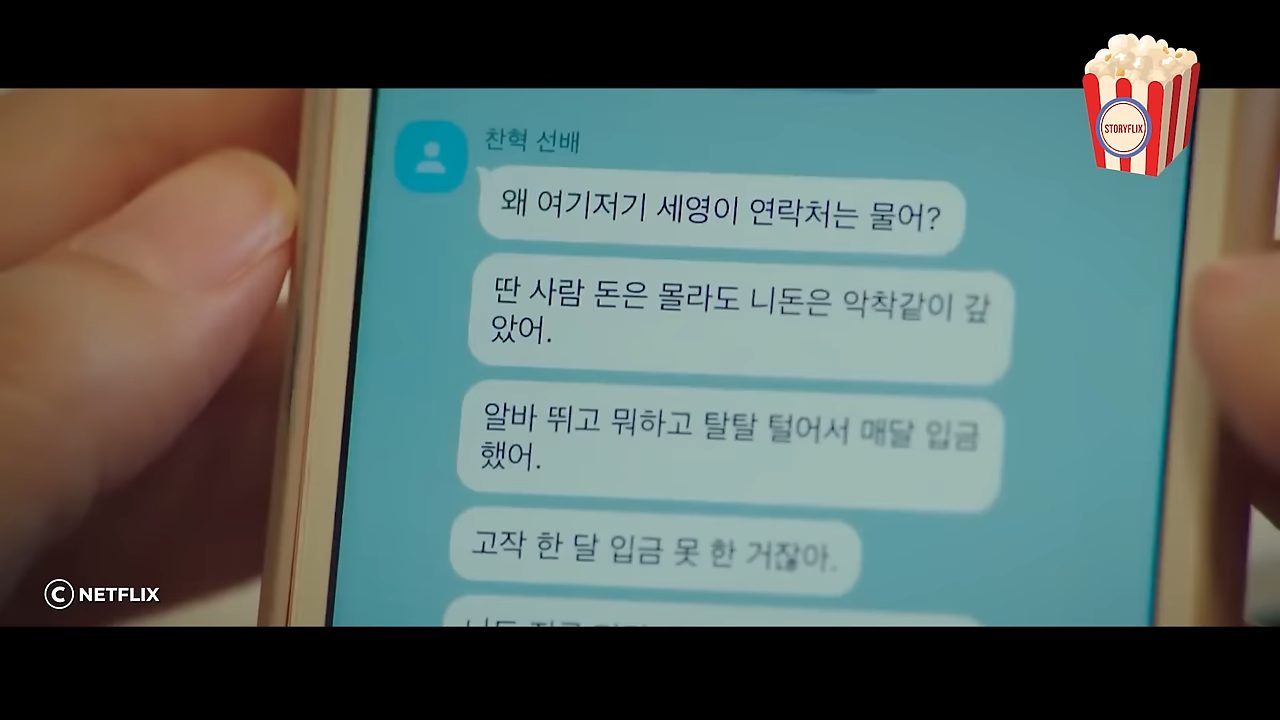 STORYFLIX
찬혁 선배
왜 여기저기 세영이 연락처는 물어?
딴 사람 돈은 몰라도 니돈은 악착같이 갚
았어.
알바 뛰고 뭐하고 탈탈 털어서 매달 입금
했어.
고작 한 달 입금 못 한 거잖아.
© NETFLIX